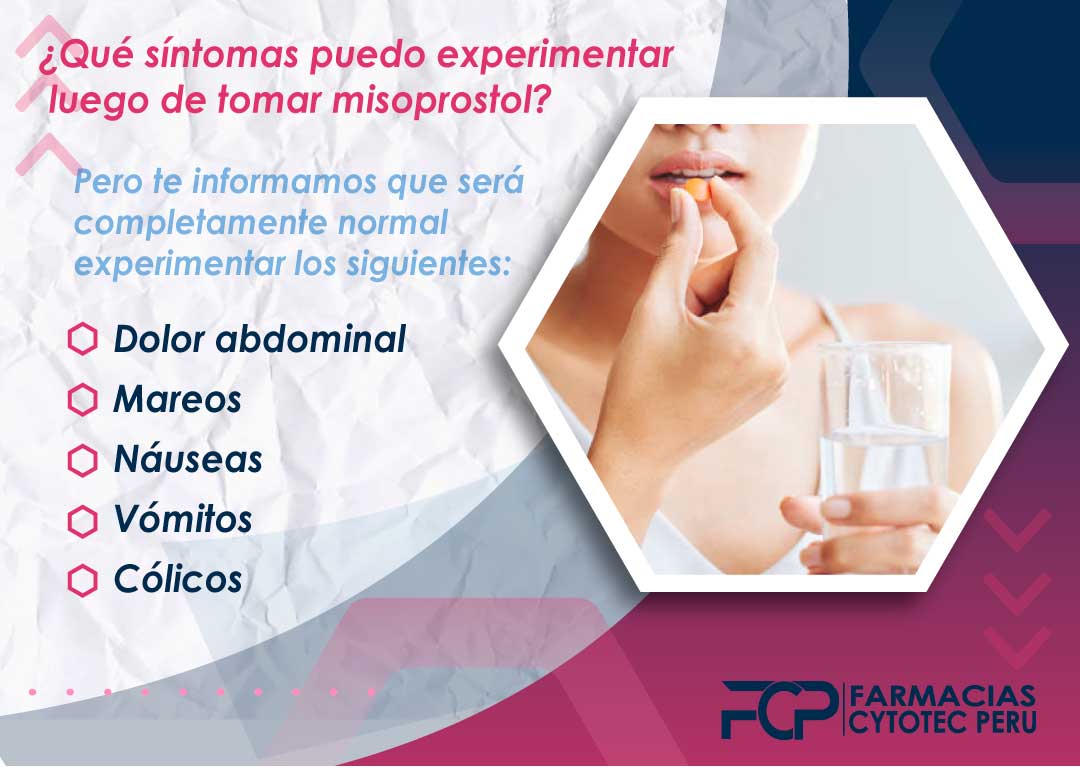 ¿Qué síntomas puedo experimentar
luego de tomar misoprostol?
Pero te informamos que será
completamente normal
experimentar los siguientes:
Dolor abdominal
Mareos
Náuseas
Vómitos
Cólicos
FCP FARMACIAS
CYTOTEC PERU